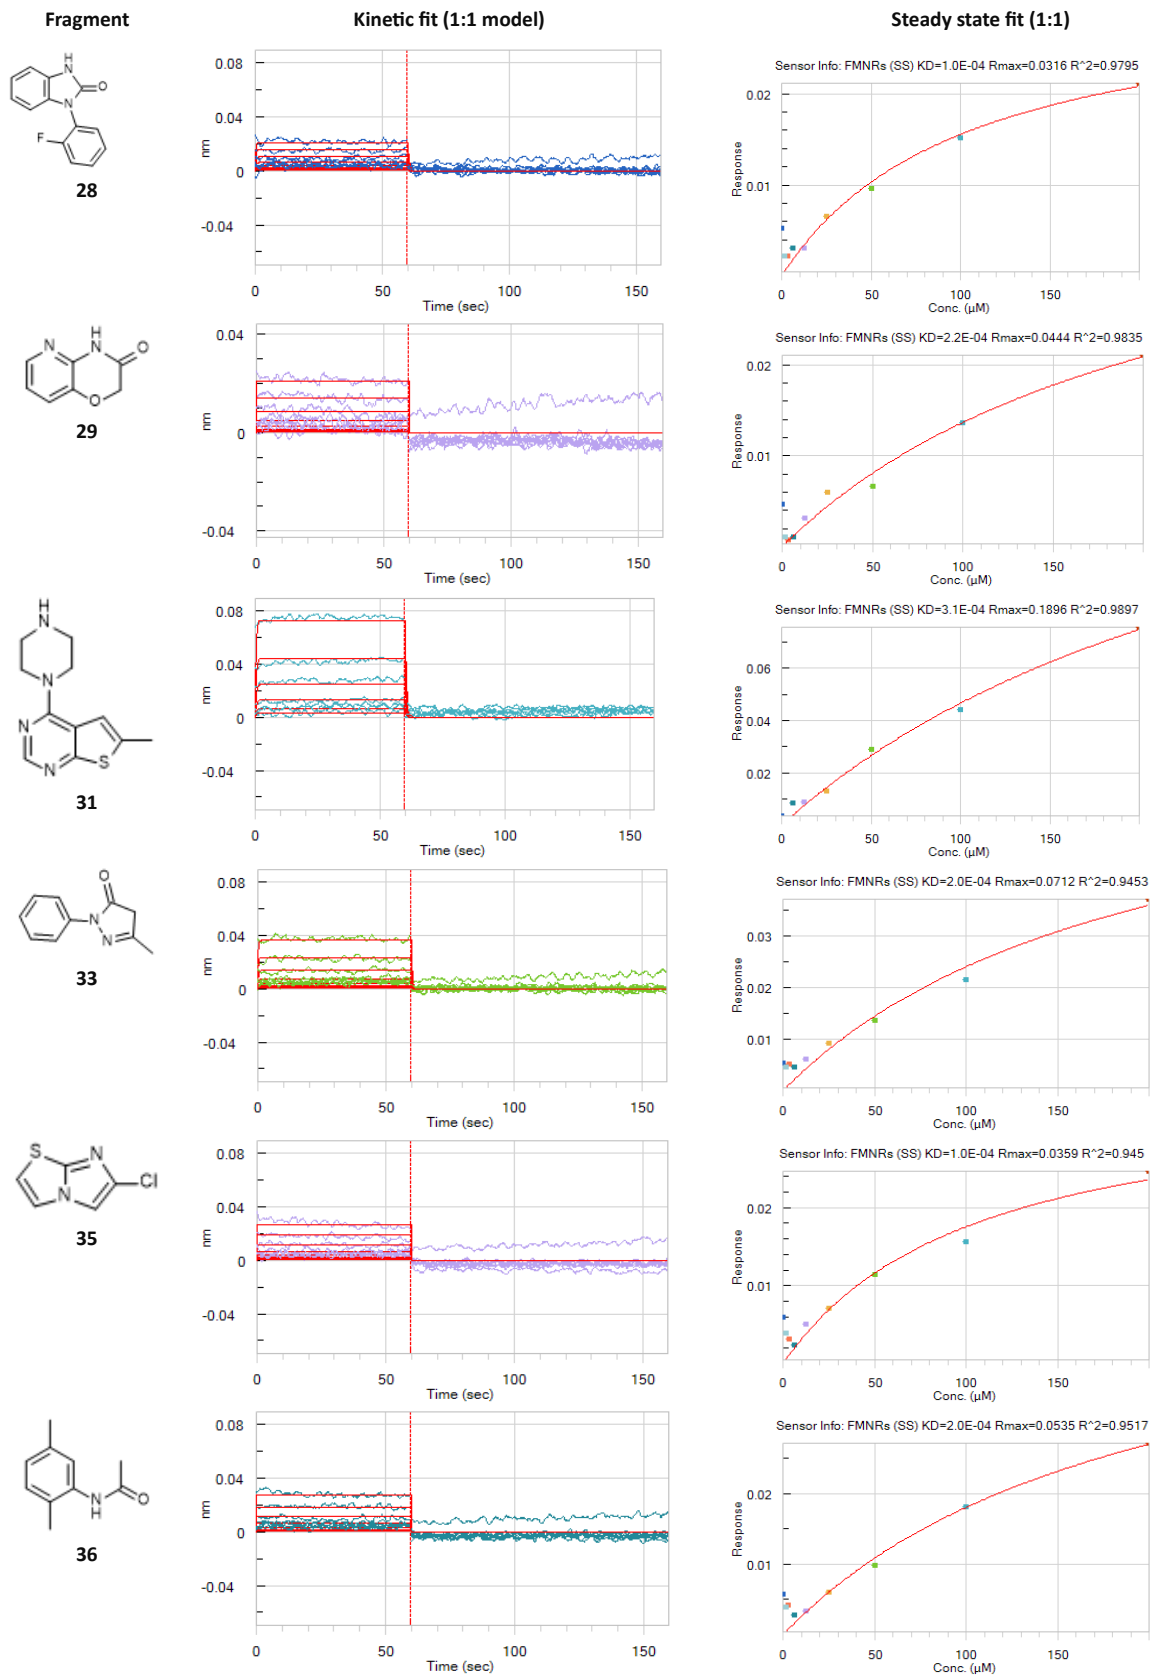 Fragment Kinetic fit (1:1 model) Steady state fit (1:1)
H
N
O
N
F
28
0.08
0.04
0
-0.04
nm
0 50 100 150
Time (sec)
Sensor Info: FMNRs (SS) KD=1.0E-04 Rmax=0.0316 R^2=0.9795
0.02
0.01
Response
0 50 100 150
Conc. (µM)
N NH O
O
29
0.04
0
-0.04
nm
0 50 100 150
Time (sec)
Sensor Info: FMNRs (SS) KD=2.2E-04 Rmax=0.0444 R^2=0.9835
0.02
0.01
Response
0 50 100 150
Conc. (µM)
H
N
N
N
N S
31
0.08
0.04
0
-0.04
nm
0 50 100 150
Time (sec)
Sensor Info: FMNRs (SS) KD=3.1E-04 Rmax=0.1896 R^2=0.9897
0.06
0.04
0.02
Response
0 50 100 150
Conc. (µM)
O
N
N
33
0.08
0.04
0
-0.04
nm
0 50 100 150
Time (sec)
Sensor Info: FMNRs (SS) KD=2.0E-04 Rmax=0.0712 R^2=0.9453
0.03
0.02
0.01
Response
0 50 100 150
Conc. (µM)
S N
Cl
N
35
0.08
0.04
0
-0.04
nm
0 50 100 150
Time (sec)
Sensor Info: FMNRs (SS) KD=1.0E-04 Rmax=0.0359 R^2=0.945
0.02
0.01
Response
0 50 100 150
Conc. (µM)
N O
H
36
0.08
0.04
0
-0.04
nm
0 50 100 150
Time (sec)
Sensor Info: FMNRs (SS) KD=2.0E-04 Rmax=0.0535 R^2=0.9517
0.02
0.01
Response
0 50 100 150
Conc. (µM)